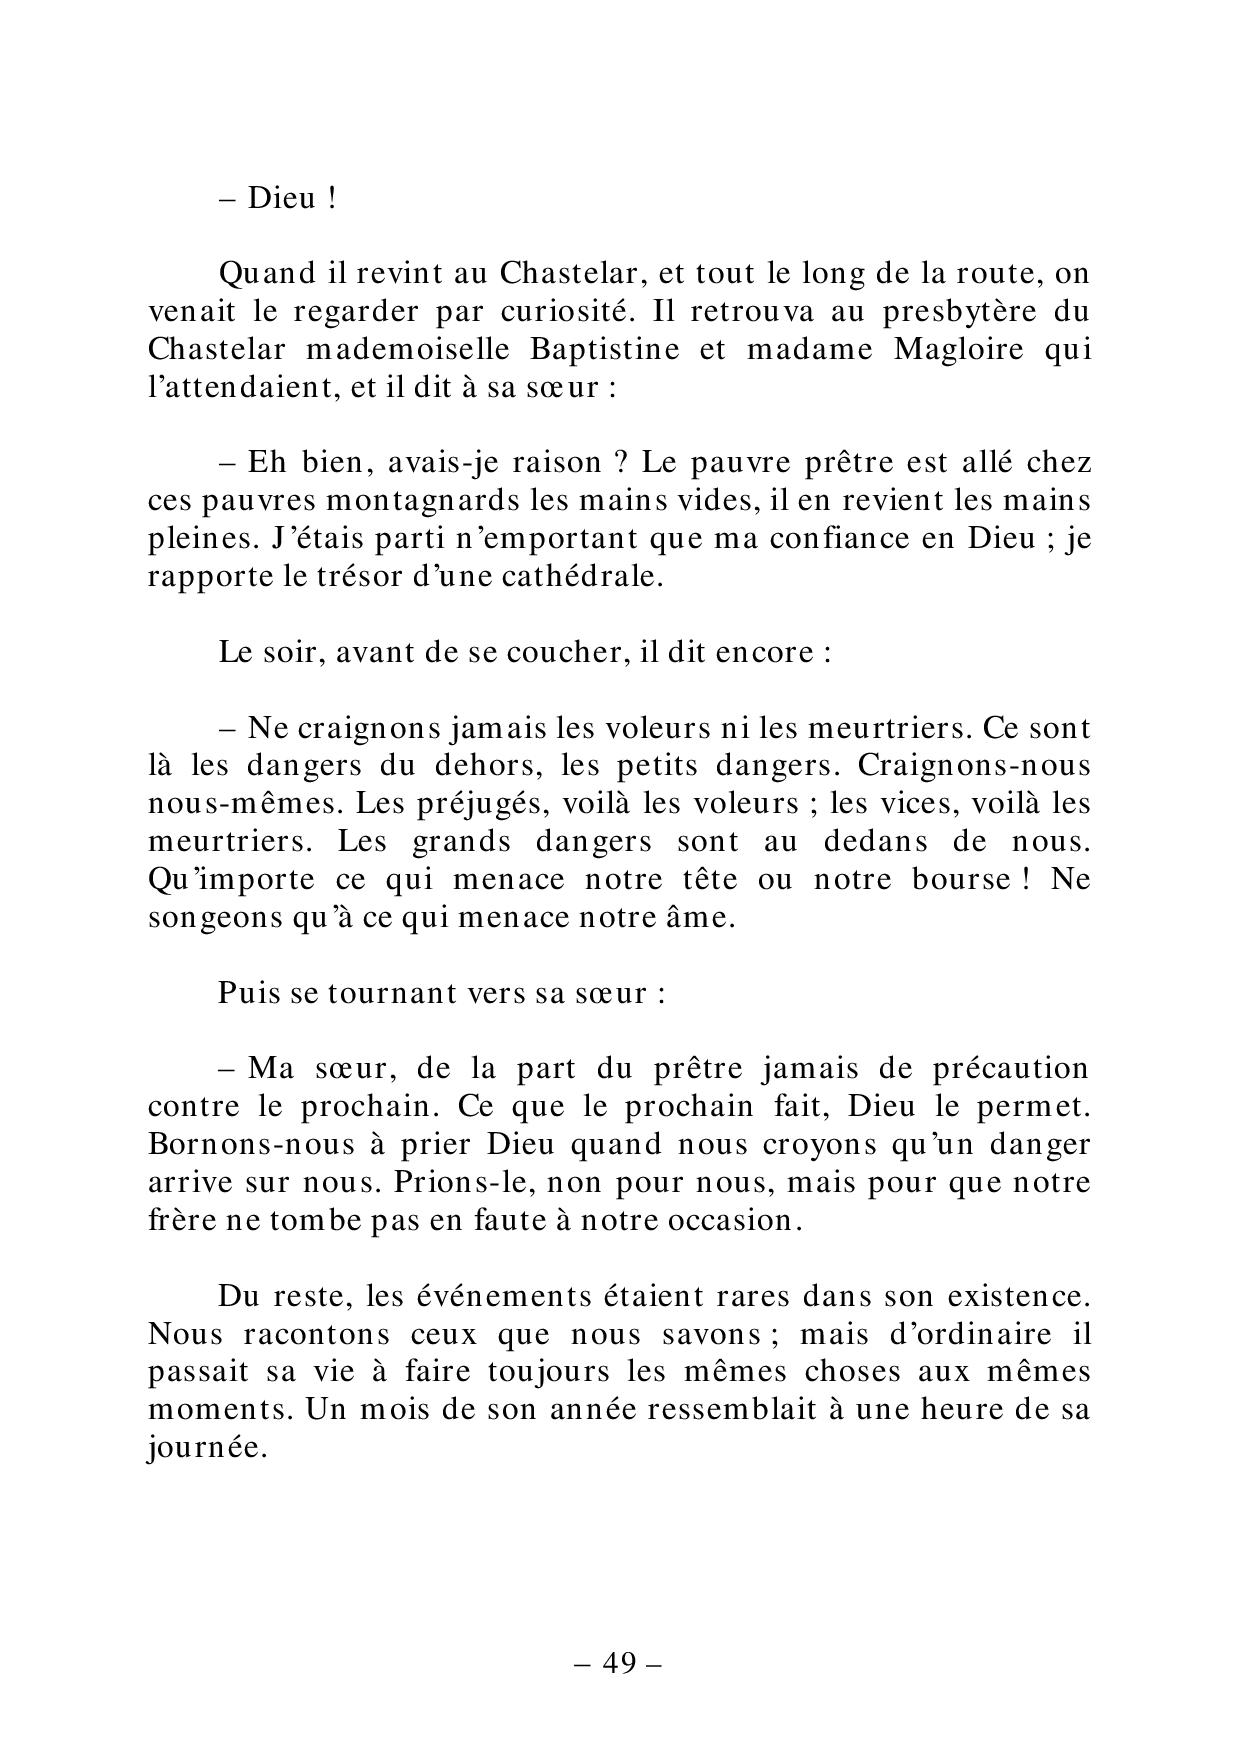 – Dieu !
Quand il revint au Chastelar, et tout le long de la route, on
venait le regarder par curiosité. Il retrouva au presbytère du
Chastelar mademoiselle Baptistine et madame Magloire qui
l’attendaient, et il dit à sa sœur :
– Eh bien, avais-je raison ? Le pauvre prêtre est allé chez
ces pauvres montagnards les mains vides, il en revient les mains
pleines. J’étais parti n’emportant que ma confiance en Dieu ; je
rapporte le trésor d’une cathédrale.
Le soir, avant de se coucher, il dit encore :
– Ne craignons jamais les voleurs ni les meurtriers. Ce sont
là les dangers du dehors, les petits dangers. Craignons-nous
nous-mêmes. Les préjugés, voilà les voleurs ; les vices, voilà les
meurtriers. Les grands dangers sont au dedans de nous.
Qu’importe ce qui menace notre tête ou notre bourse ! Ne
songeons qu’à ce qui menace notre âme.
Puis se tournant vers sa sœur :
– Ma sœur, de la part du prêtre jamais de précaution
contre le prochain. Ce que le prochain fait, Dieu le permet.
Bornons-nous à prier Dieu quand nous croyons qu’un danger
arrive sur nous. Prions-le, non pour nous, mais pour que notre
frère ne tombe pas en faute à notre occasion.
Du reste, les événements étaient rares dans son existence.
Nous racontons ceux que nous savons ; mais d’ordinaire il
passait sa vie à faire toujours les mêmes choses aux mêmes
moments. Un mois de son année ressemblait à une heure de sa
journée.
– 49 –